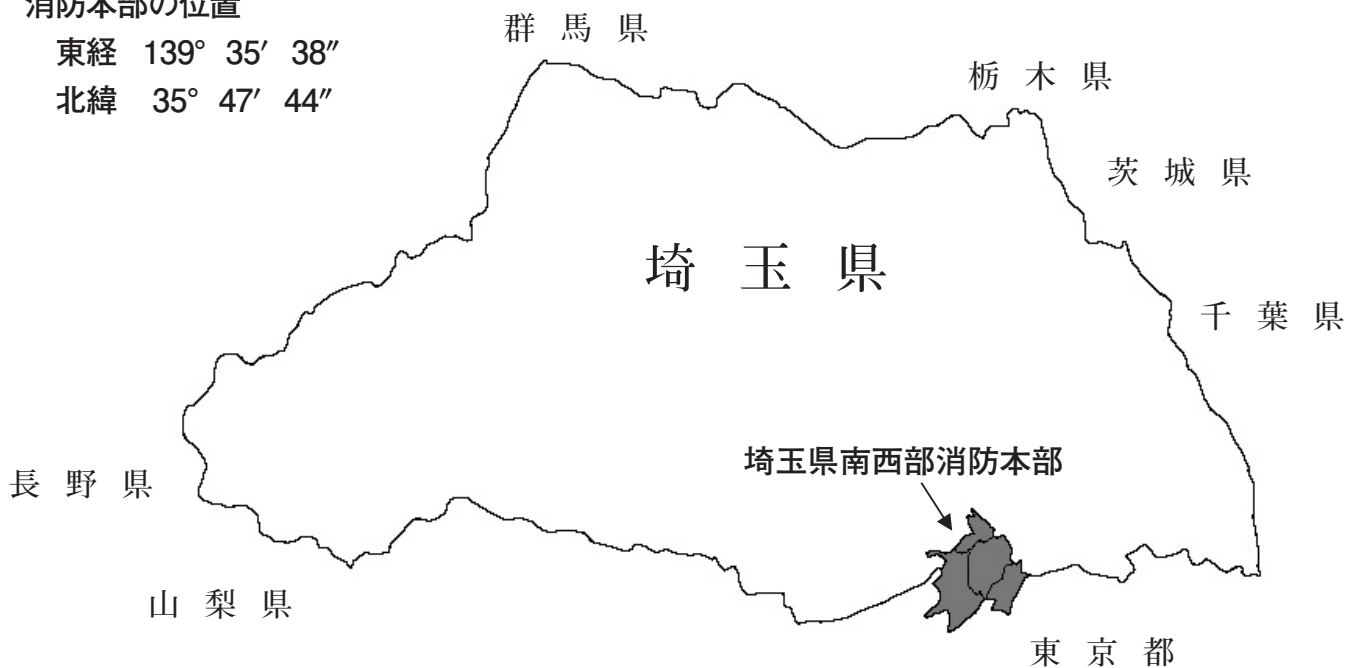 消防本部の位置
東経 139° 35′ 38″
北緯 35° 47′ 44″
群馬県
栃木県
茨城県
埼玉県
千葉県
埼玉県南西部消防本部
長野県
山梨県
東京都